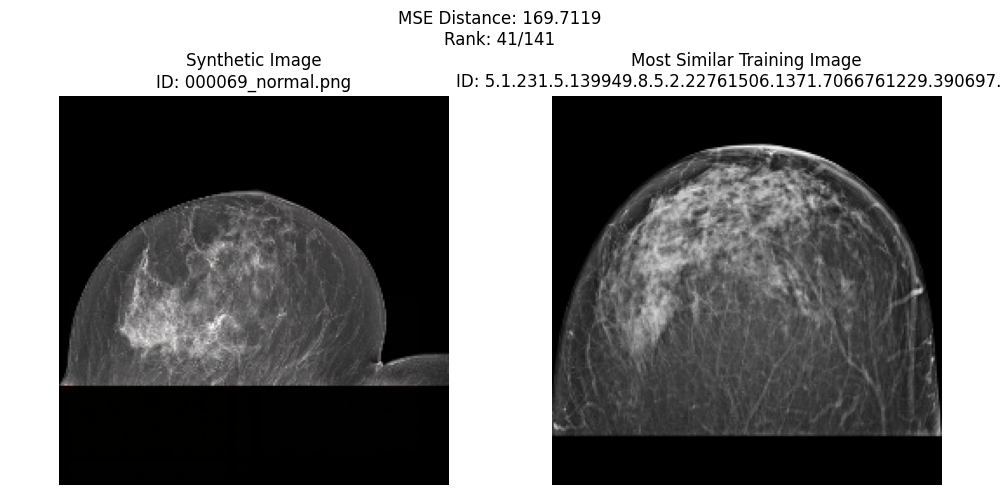 MSE Distance: 169.7119
Rank: 41/141
Synthetic Image
ID: 000069_normal.png
Most Similar Training Image
ID: 5.1.231.5.139949.8.5.2.22761506.1371.7066761229.390697.